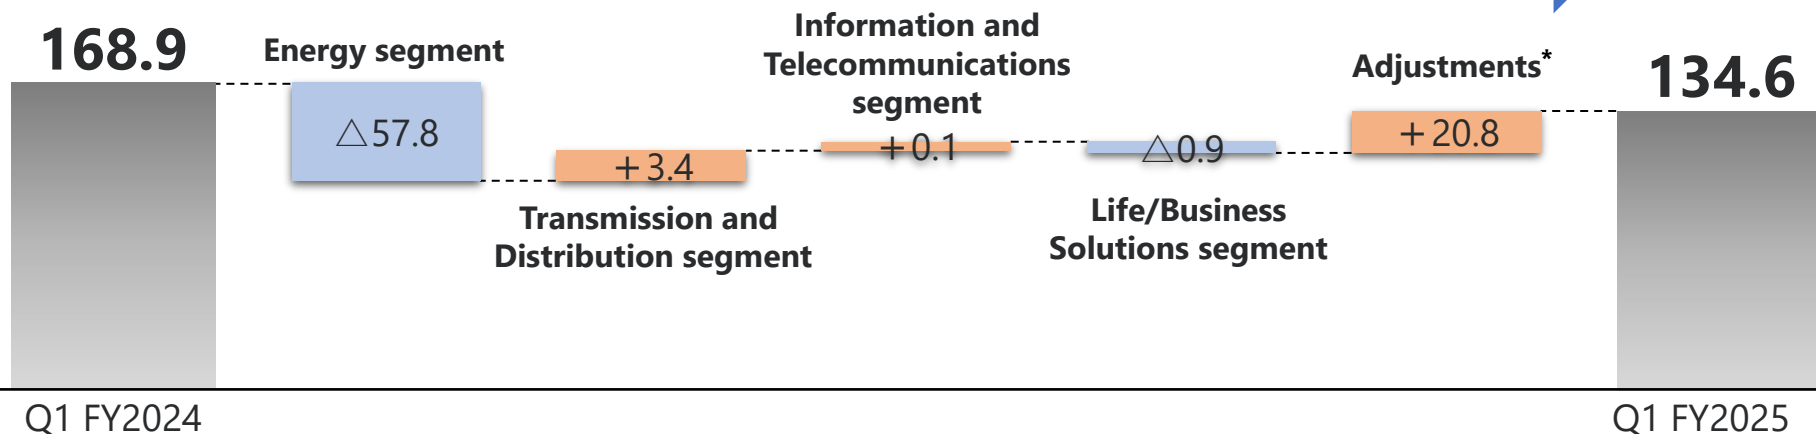 168.9
Energy segment
△57.8
+3.4
Transmission and
Distribution segment
Information and
Telecommunications
segment
+0.1
△0.9
Life/Business
Solutions segment
Adjustments*
+20.8
134.6
Q1 FY2024
Q1 FY2025